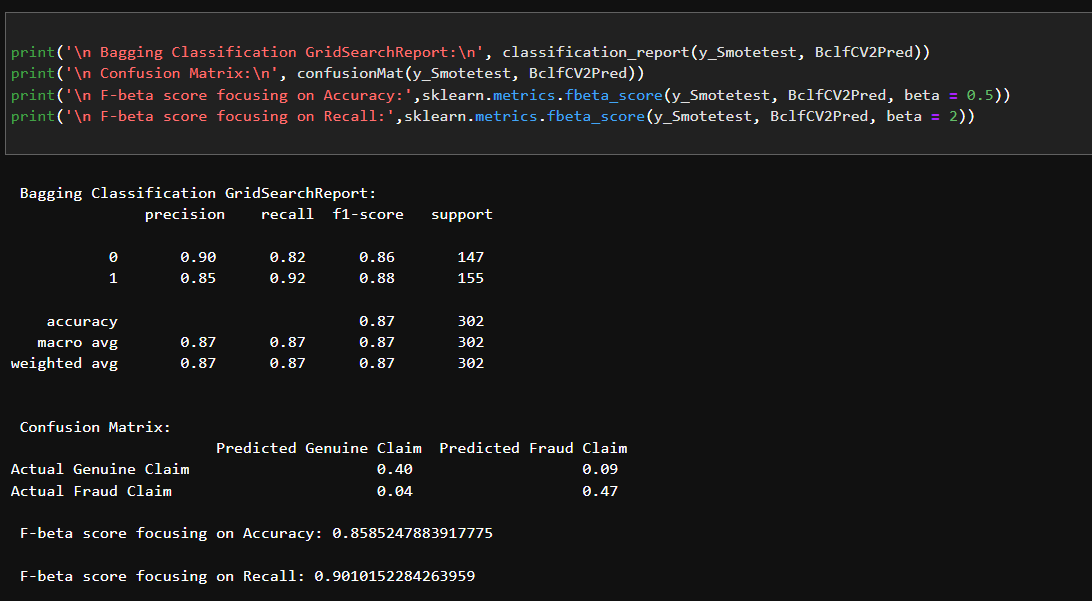 print('\n Bagging Classification GridSearchReport:\n', classification_report(y_Smotetest, BclfCV2Pred))
print('\n Confusion Matrix:\n', confusionMat(y_Smotetest, BclfCV2Pred))
print('\n F-beta score focusing on Accuracy:',sklearn.metrics.fbeta_score(y_Smotetest, BclfCV2Pred, beta = 0.5))
print('\n F-beta score focusing on Recall:',sklearn.metrics.fbeta_score(y_Smotetest, BclfCV2Pred, beta = 2))
Bagging Classification GridSearchReport:
precision recall f1-score support
0 0.90 0.82 0.86 147
1 0.85 0.92 0.88 155
accuracy 0.87 302
macro avg 0.87 0.87 0.87 302
weighted avg 0.87 0.87 0.87 302
Confusion Matrix:
Predicted Genuine Claim Predicted Fraud Claim
Actual Genuine Claim 0.40 0.09
Actual Fraud Claim 0.04 0.47
F-beta score focusing on Accuracy: 0.8585247883917775
F-beta score focusing on Recall: 0.9010152284263959